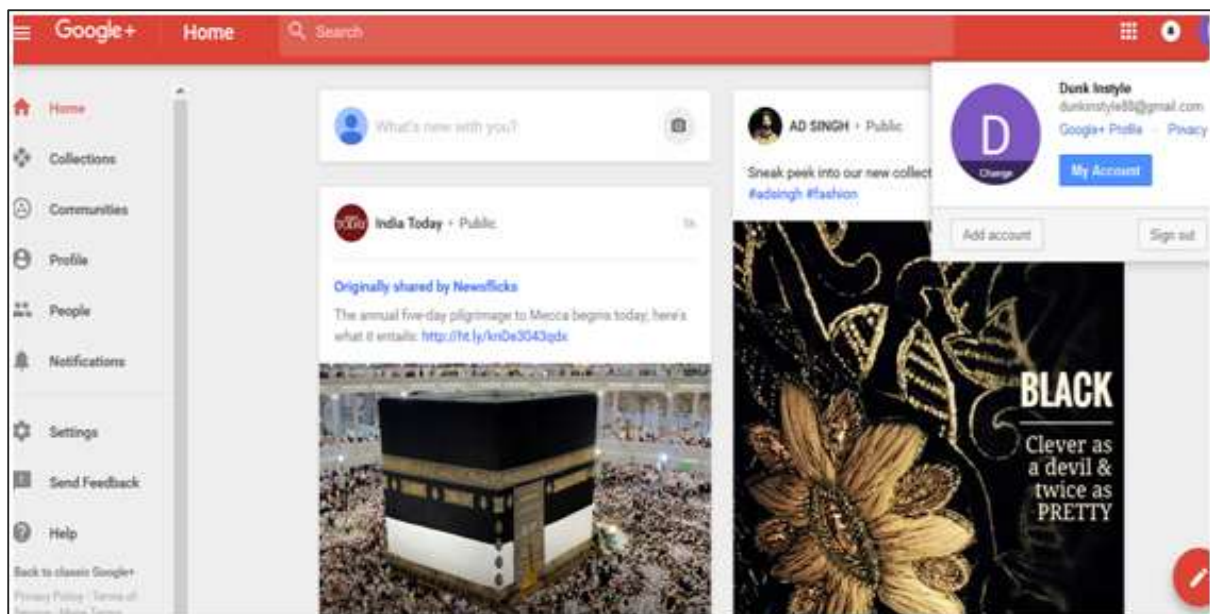 Google+
Home
Search
Home
Collections
Communities
Profile
People
Notifications
Settings
Send Feedback
Help
Back to classic Google+
Privacy Policy · Terms of
What's new with you?
India Today · Public
Originally shared by Newsflicks
The annual five-day pilgrimage to Mecca begins today; here's
what it entails: http://ht.ly/knDe3043qdx
AD SINGH · Public
Sneak peek into our new collect
#adsingh #fashion
BLACK
Clever as
a devil &
twice as
PRETTY
D
Change
Dunk Instyle
dunkinstyle88@gmail.com
Google+ Profile · Privacy
My Account
Add account
Sign out